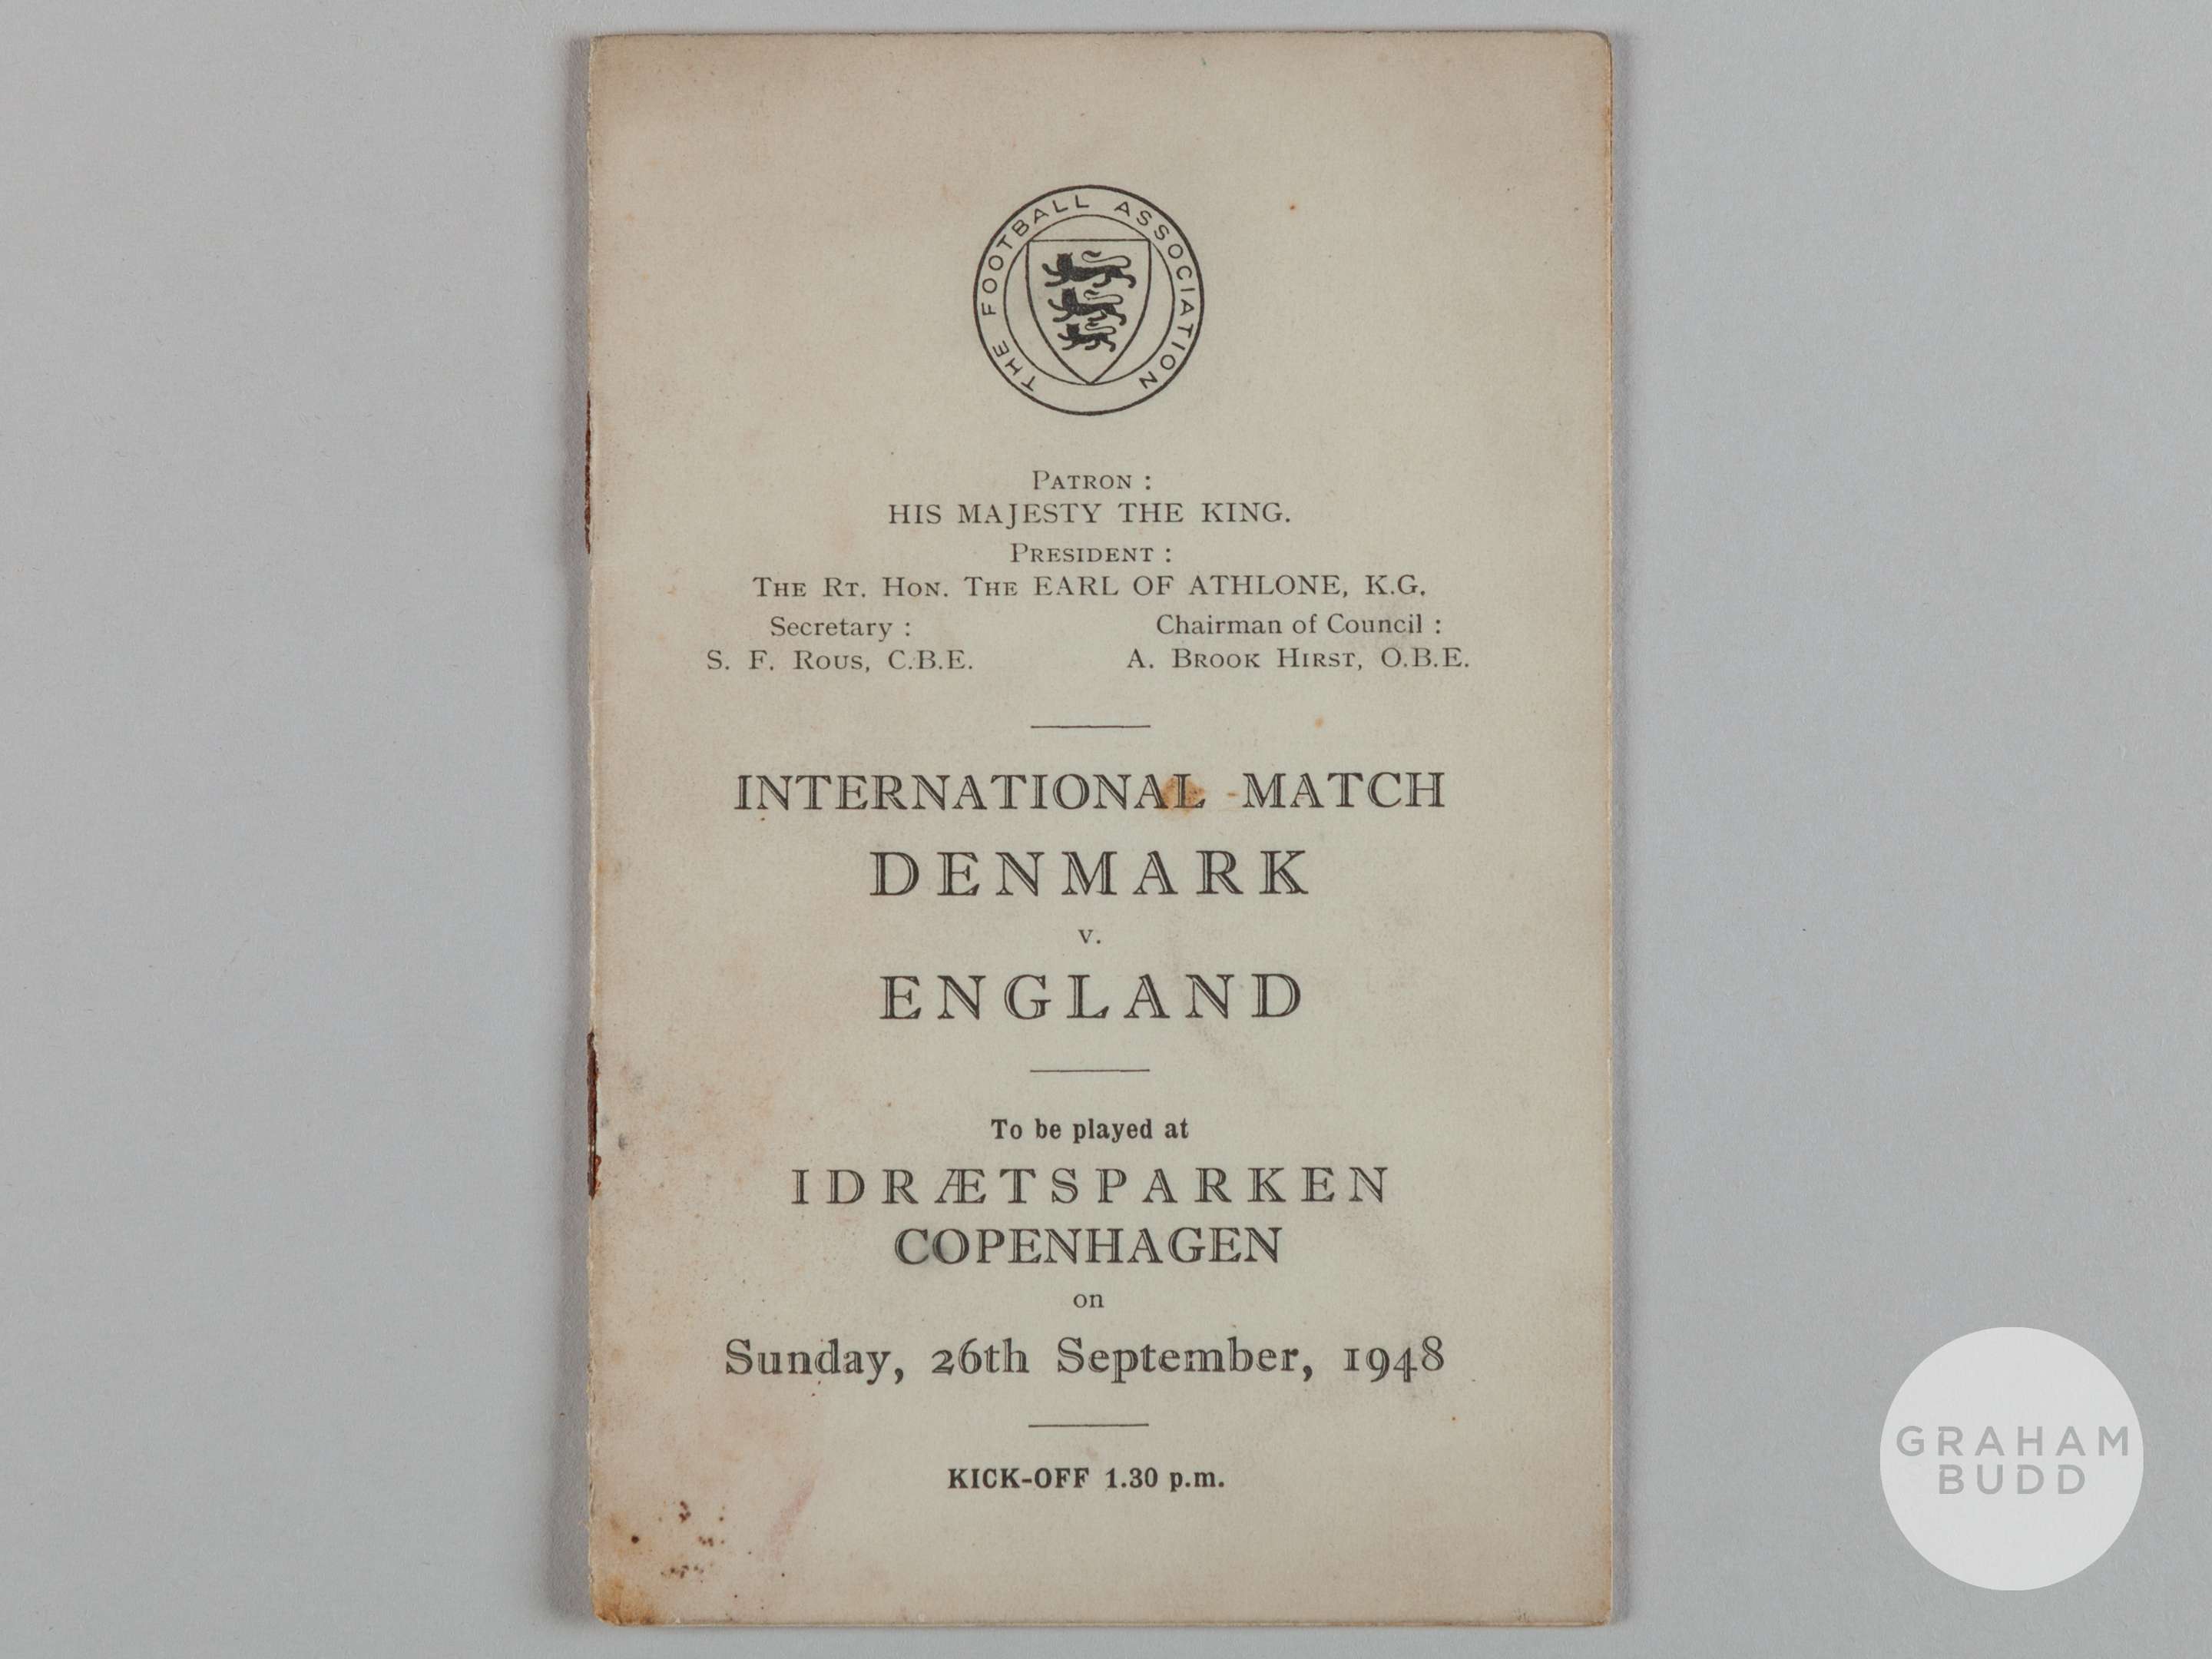 THE FOOTBALL ASSOCIATION
PATRON :
HIS MAJESTY THE KING.
PRESIDENT :
THE RT. HON. THE EARL OF ATHLONE, K.G.
Secretary :
S. F. ROUS, C.B.E.
Chairman of Council :
A. BROOK HIRST, O.B.E.
INTERNATIONAL MATCH
DENMARK
v.
ENGLAND
To be played at
IDRÆTSPARKEN
COPENHAGEN
on
Sunday, 26th September, 1948
KICK-OFF 1.30 p.m.
GRAHAM
BUDD